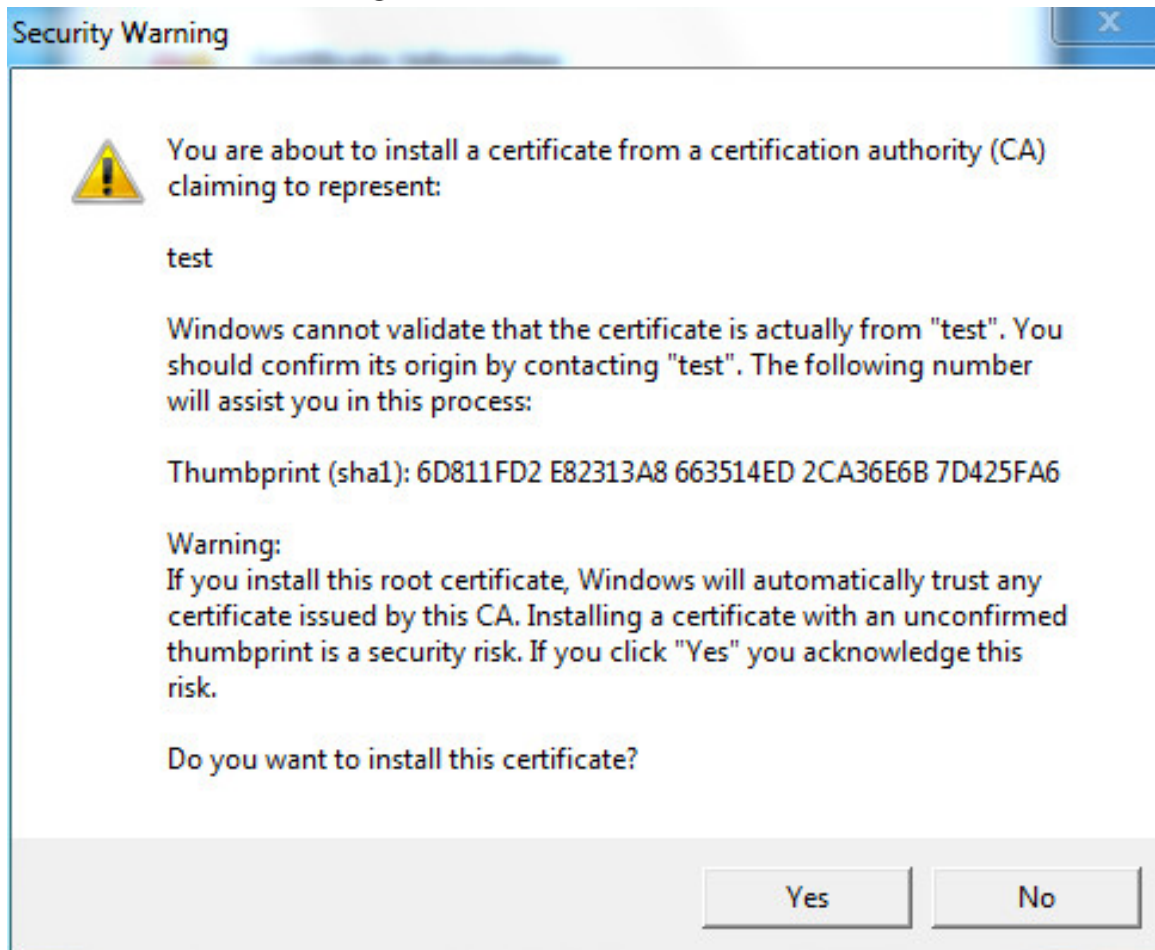 Security Warning
You are about to install a certificate from a certification authority (CA)
claiming to represent:
test
Windows cannot validate that the certificate is actually from "test". You
should confirm its origin by contacting "test". The following number
will assist you in this process:
Thumbprint (sha1): 6D811FD2 E82313A8 663514ED 2CA36E6B 7D425FA6
Warning:
If you install this root certificate, Windows will automatically trust any
certificate issued by this CA. Installing a certificate with an unconfirmed
thumbprint is a security risk. If you click "Yes" you acknowledge this
risk.
Do you want to install this certificate?
Yes
No